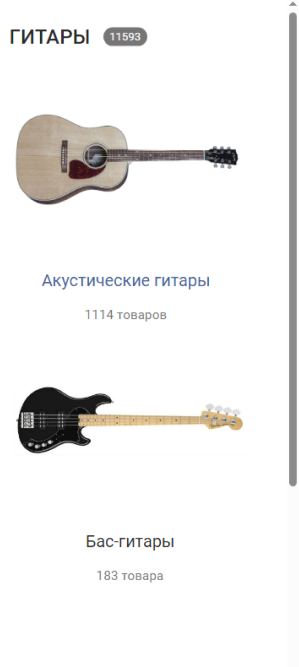 ГИТАРЫ 11593
Акустические гитары
1114 товаров
Бас-гитары
183 товара